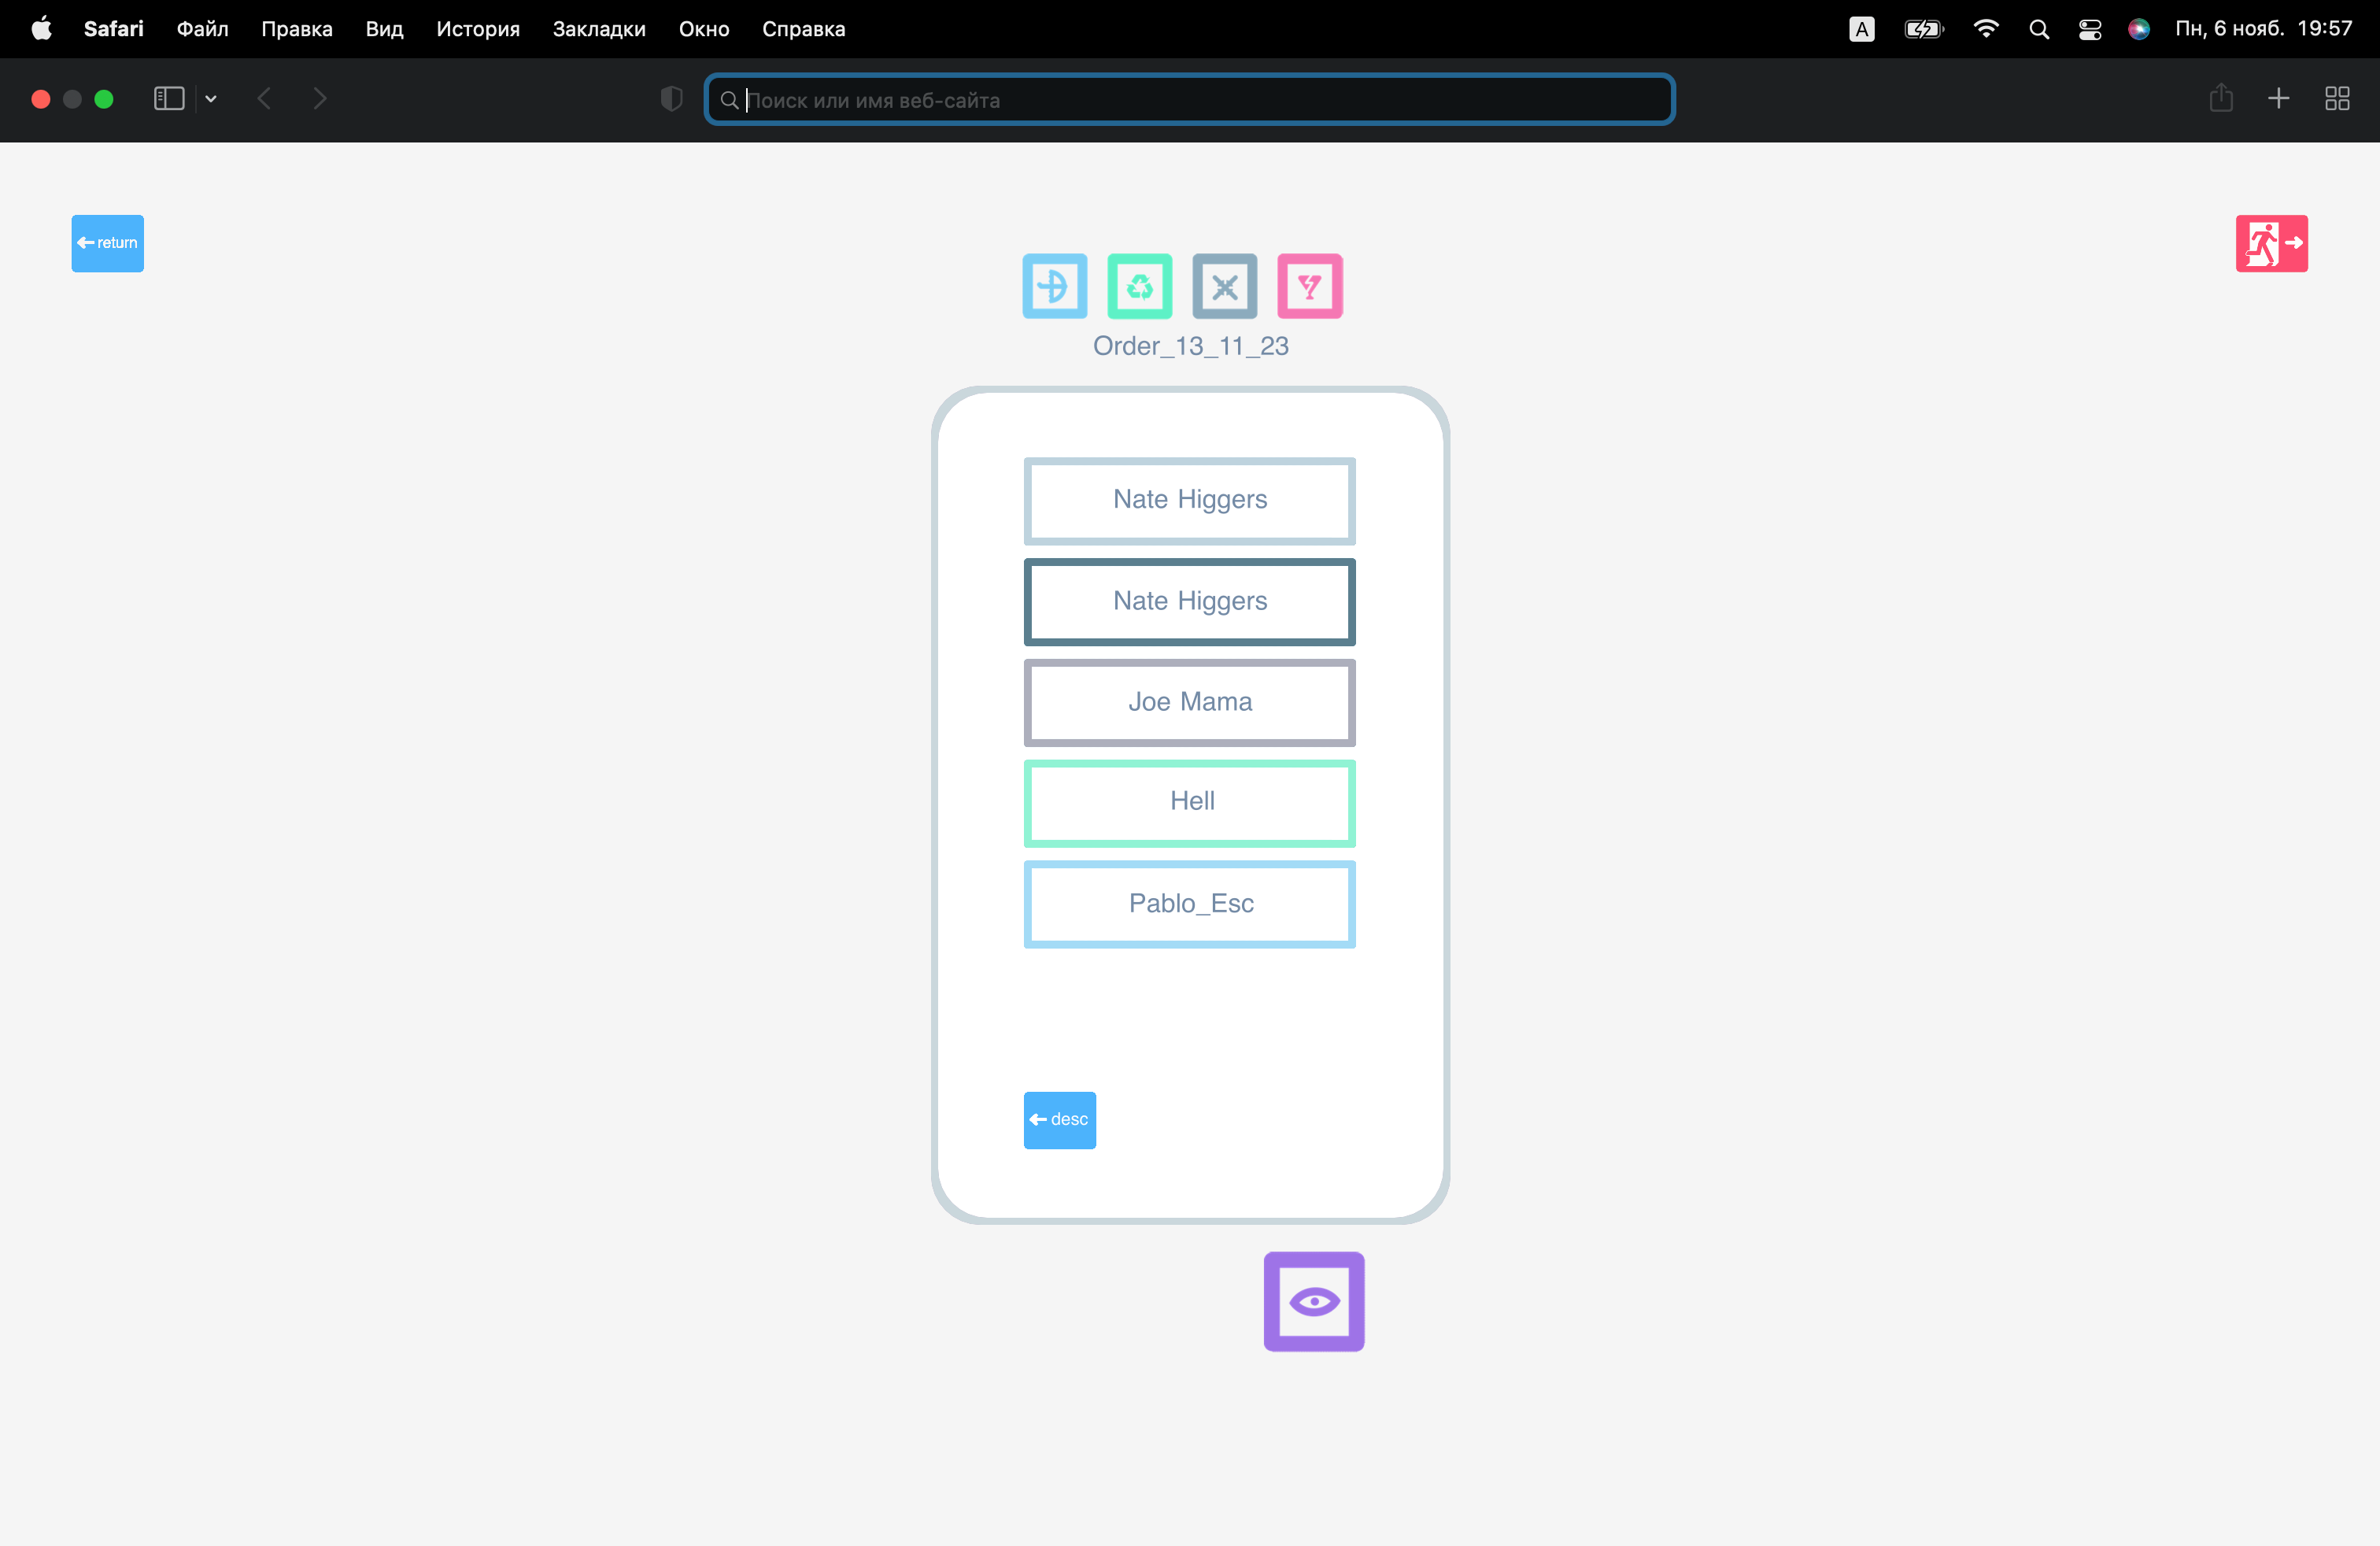 Safari Файл Правка Вид История Закладки Окно Справка A Пн, 6 нояб. 19:57
Поиск или имя веб-сайта
return
Order_13_11_23
Nate Higgers
Nate Higgers
Joe Mama
Hell
Pablo_Esc
desc